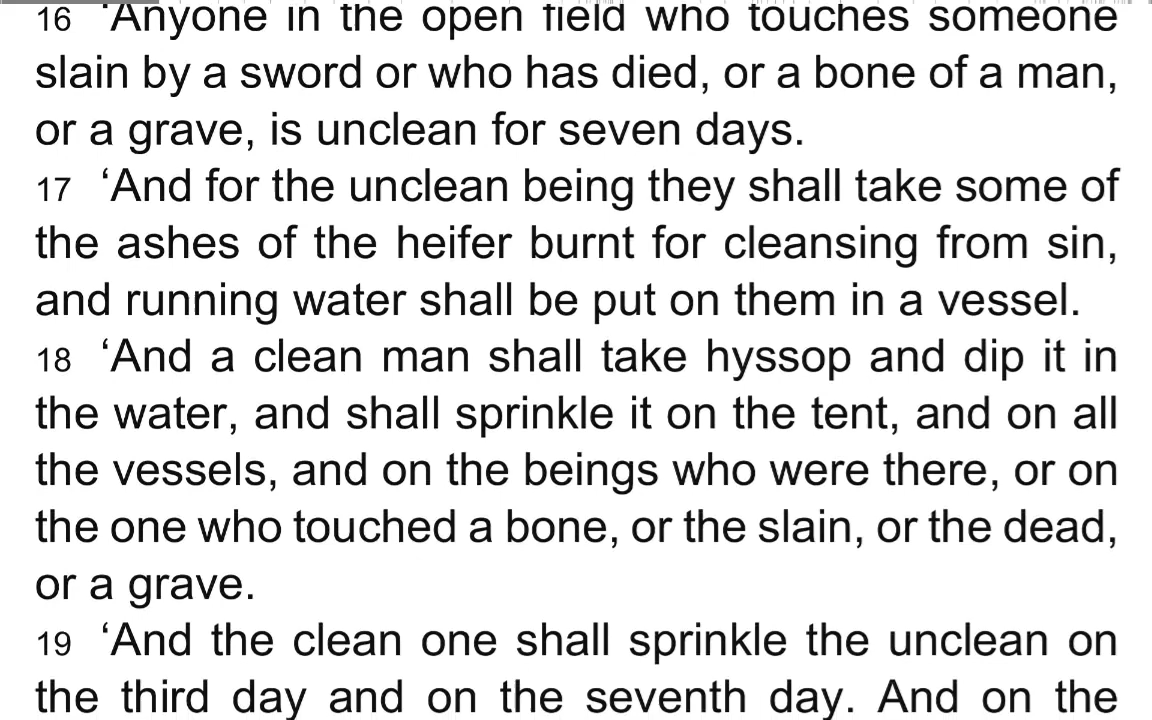 16 ‘Anyone in the open field who touches someone
slain by a sword or who has died, or a bone of a man,
or a grave, is unclean for seven days.
17 ‘And for the unclean being they shall take some of
the ashes of the heifer burnt for cleansing from sin,
and running water shall be put on them in a vessel.
18 ‘And a clean man shall take hyssop and dip it in
the water, and shall sprinkle it on the tent, and on all
the vessels, and on the beings who were there, or on
the one who touched a bone, or the slain, or the dead,
or a grave.
19 ‘And the clean one shall sprinkle the unclean on
the third day and on the seventh day. And on the